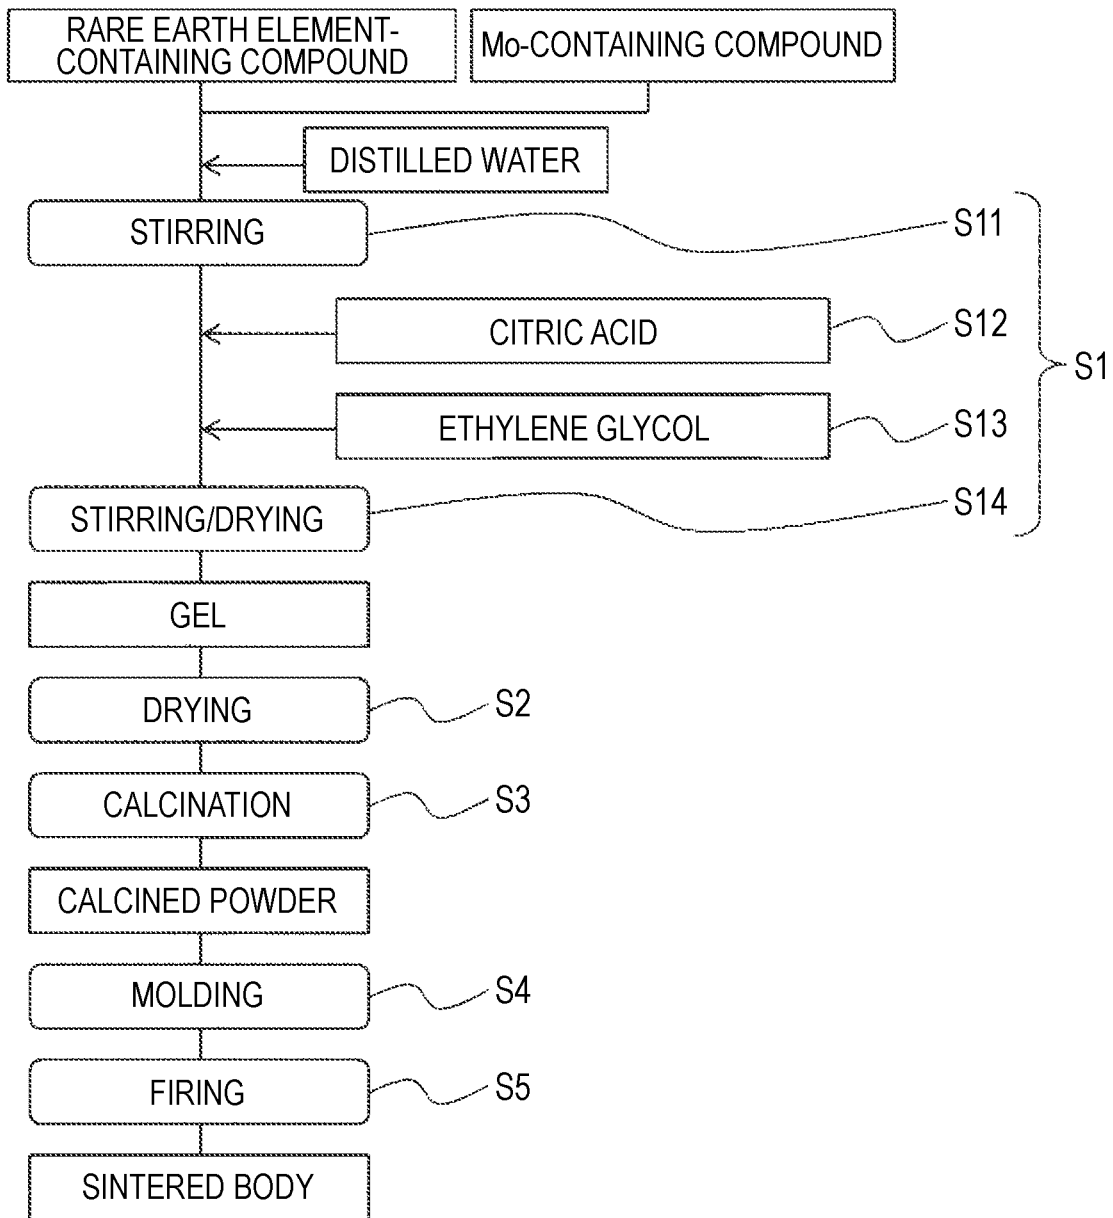 RARE EARTH ELEMENT-
CONTAINING COMPOUND
Mo-CONTAINING COMPOUND
DISTILLED WATER
STIRRING
S11
CITRIC ACID
S12
S1
ETHYLENE GLYCOL
S13
STIRRING/DRYING
S14
GEL
DRYING
S2
CALCINATION
S3
CALCINED POWDER
MOLDING
S4
FIRING
S5
SINTERED BODY